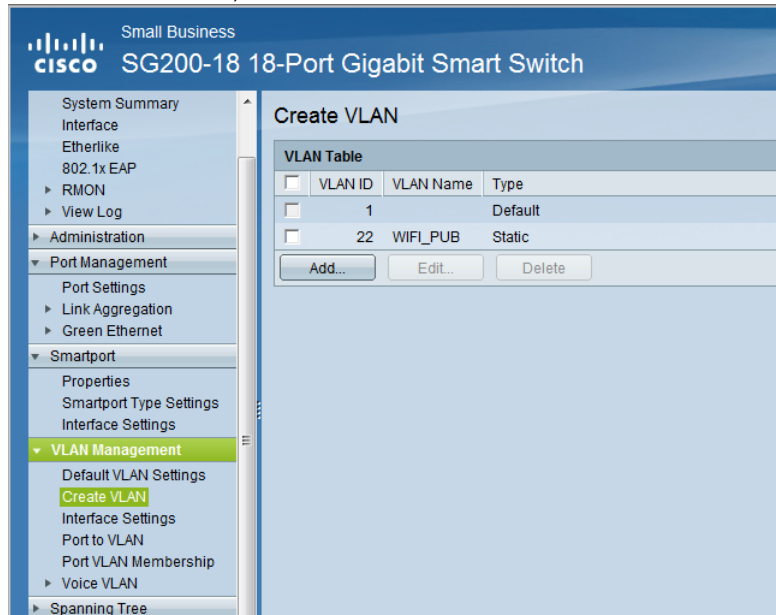 Small Business
CISCO SG200-18 18-Port Gigabit Smart Switch
System Summary
Interface
Etherlike
802.1x EAP
RMON
View Log
Administration
Port Management
Port Settings
Link Aggregation
Green Ethernet
Smartport
Properties
Smartport Type Settings
Interface Settings
VLAN Management
Default VLAN Settings
Create VLAN
Interface Settings
Port to VLAN
Port VLAN Membership
Voice VLAN
Spanning Tree
Create VLAN
VLAN Table
VLAN ID VLAN Name Type
1 Default
22 WIFI_PUB Static
Add... Edit... Delete